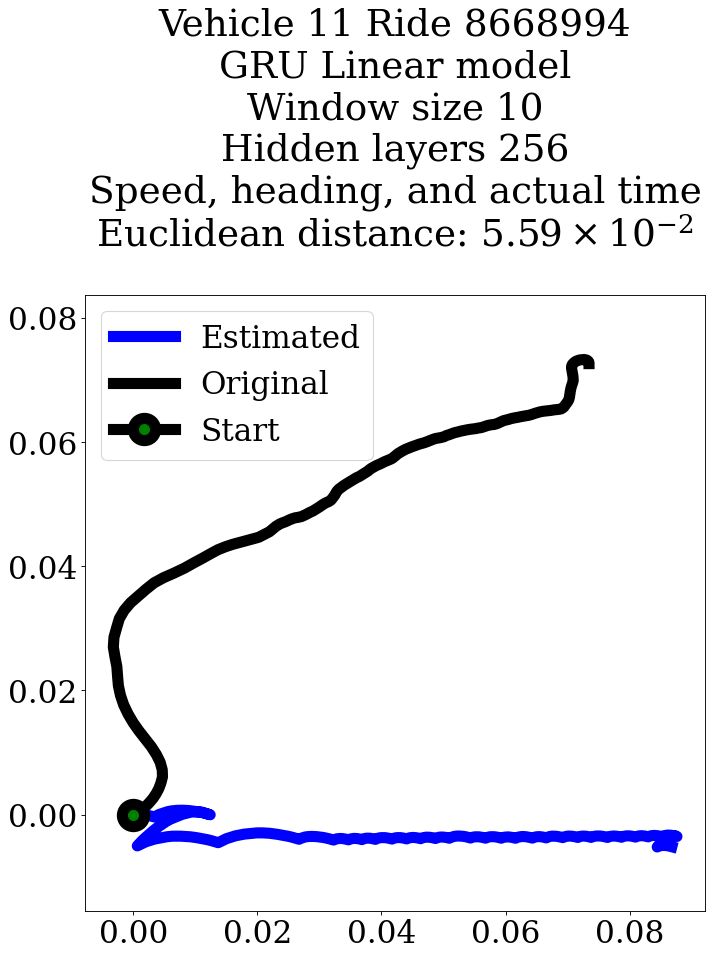 Vehicle 11 Ride 8668994
GRU Linear model
Window size 10
Hidden layers 256
Speed, heading, and actual time
Euclidean distance: 5.59 × 10⁻²
Estimated
Original
Start
0.08
0.06
0.04
0.02
0.00
0.00 0.02 0.04 0.06 0.08